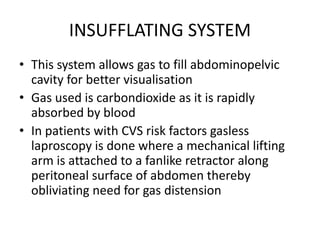 INSUFFLATING SYSTEM
• This system allows gas to fill abdominopelvic
cavity for better visualisation
• Gas used is carbondioxide as it is rapidly
absorbed by blood
• In patients with CVS risk factors gasless
laproscopy is done where a mechanical lifting
arm is attached to a fanlike retractor along
peritoneal surface of abdomen thereby
obliviating need for gas distension